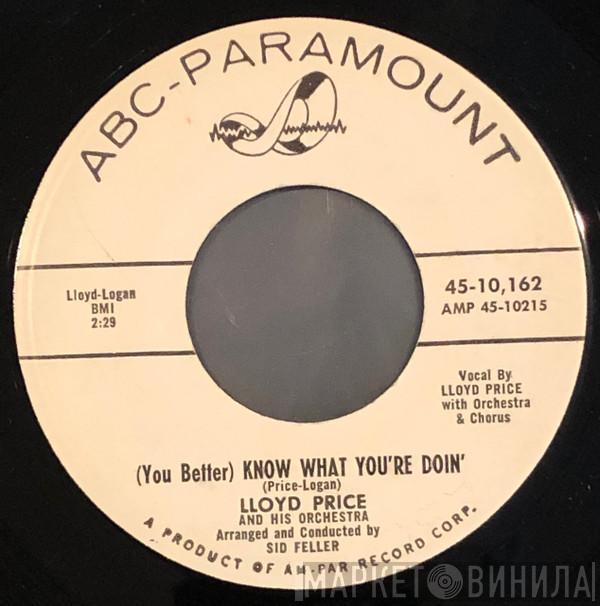 ABC-PARAMOUNT
Lloyd-Logan
BMI
2:29
45-10,162
AMP 45-10215
Vocal By
LLOYD PRICE
with Orchestra
& Chorus
(You Better) KNOW WHAT YOU'RE DOIN'
(Price-Logan)
LLOYD PRICE
AND HIS ORCHESTRA
Arranged and Conducted by
SID FELLER
A PRODUCT OF AM-PAR RECORD CORP.
МАРКЕТ ВИНИЛА